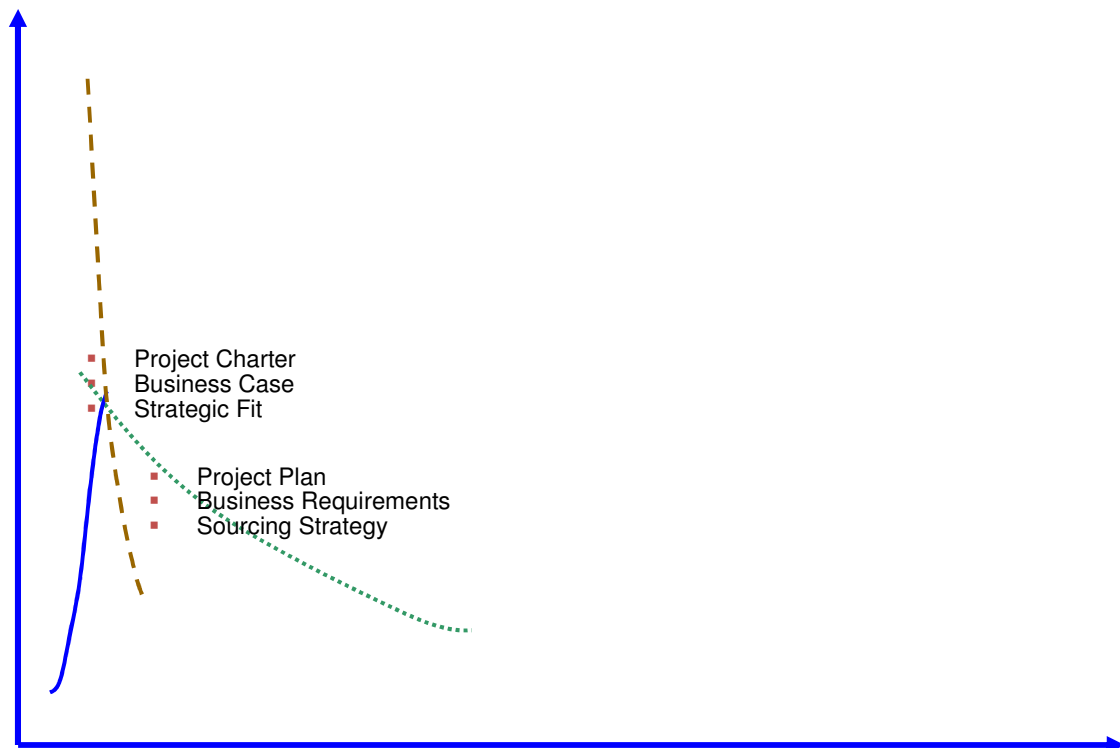 Project Charter
Business Case
Strategic Fit
Project Plan
Business Requirements
Sourcing Strategy